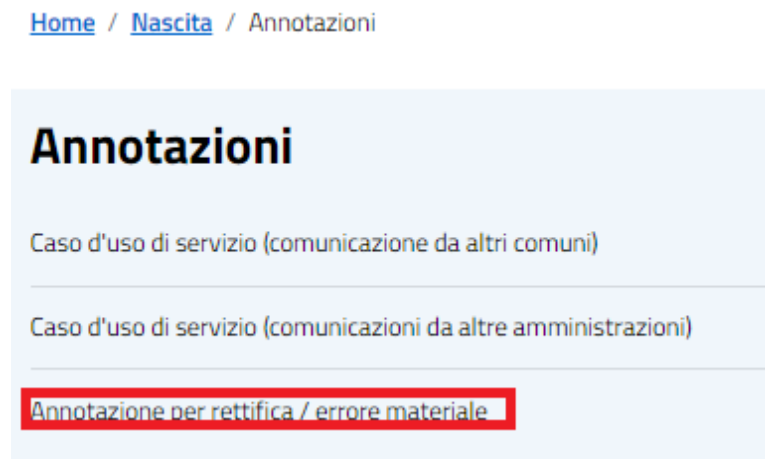 Home / Nascita / Annotazioni
Annotazioni
Caso d'uso di servizio (comunicazione da altri comuni)
Caso d'uso di servizio (comunicazioni da altre amministrazioni)
Annotazione per rettifica / errore materiale